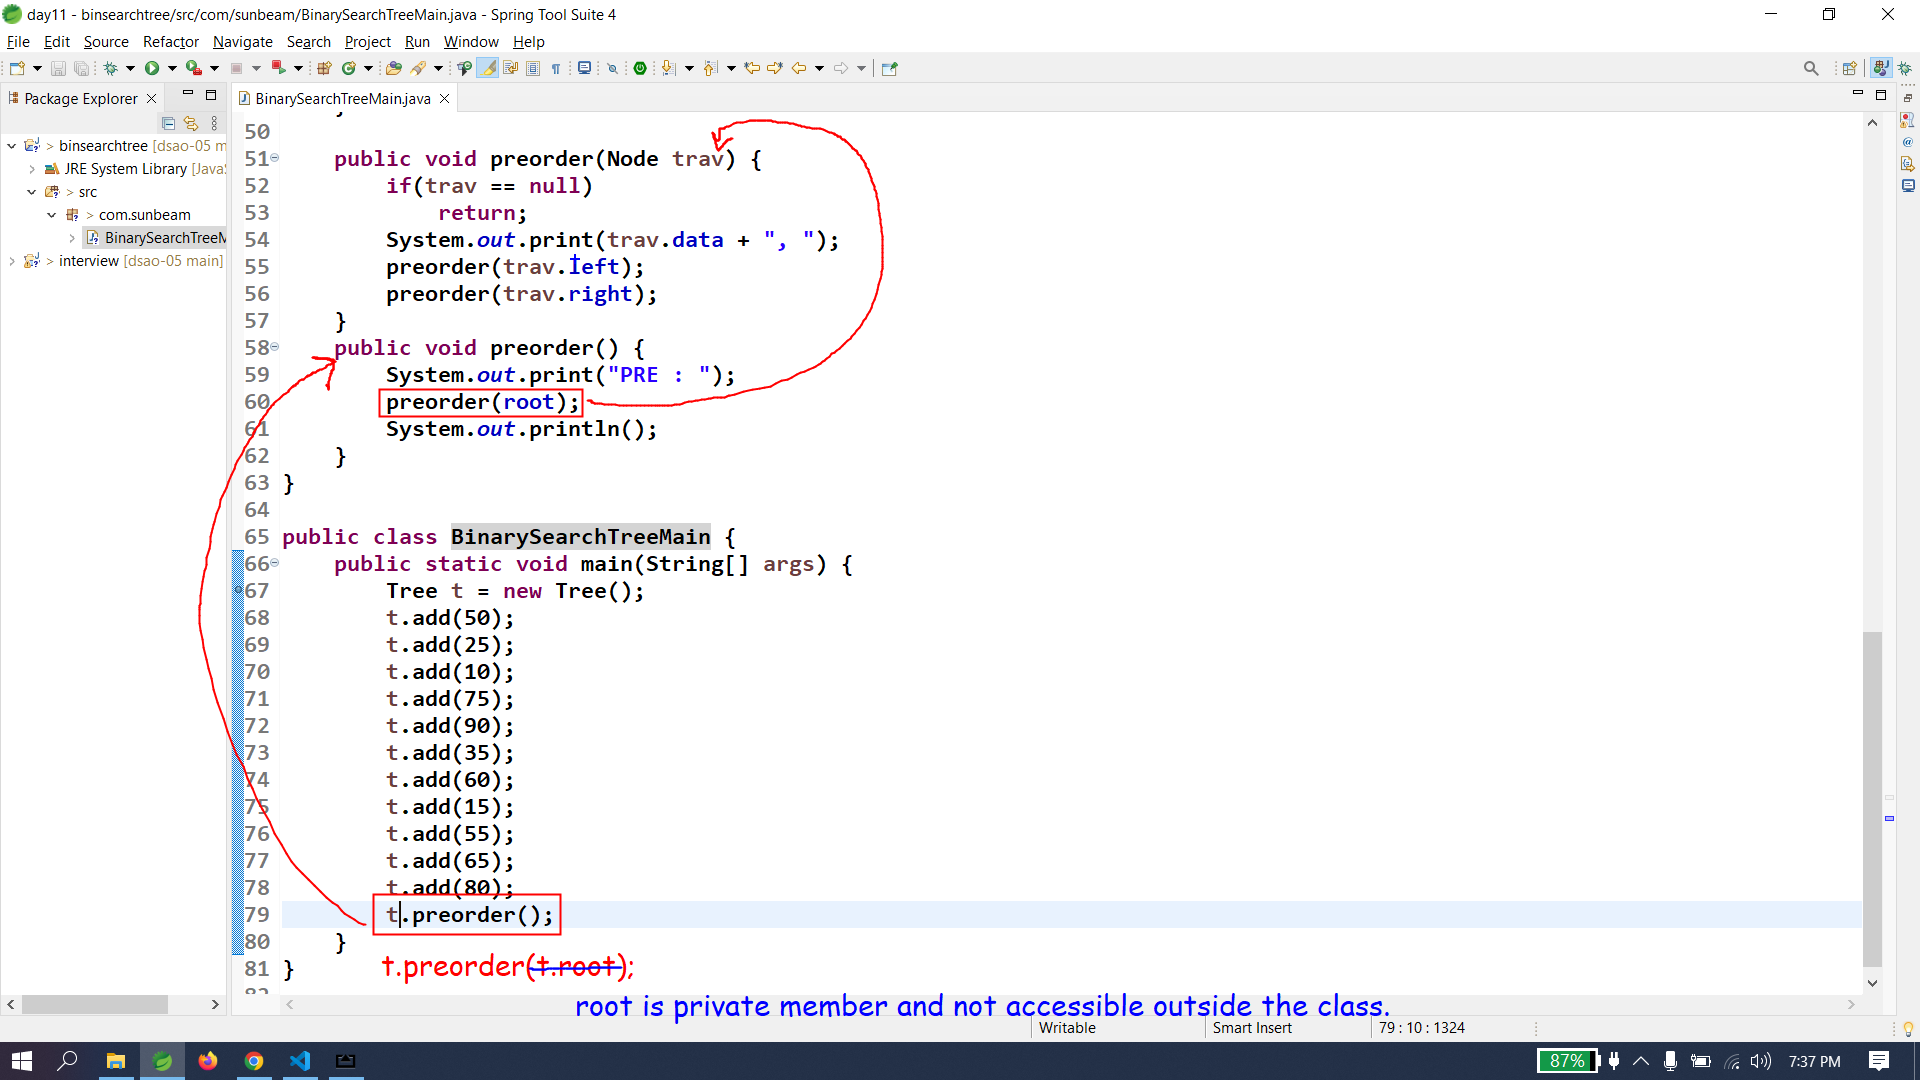 day11 - binsearchtree/src/com/sunbeam/BinarySearchTreeMain.java - Spring Tool Suite 4
File Edit Source Refactor Navigate Search Project Run Window Help
Package Explorer
BinarySearchTreeMain.java
> binsearchtree [dsao-05 m
JRE System Library [Java
> src
> com.sunbeam
BinarySearchTreeM
> interview [dsao-05 main]
50
51 public void preorder(Node trav) {
52 if(trav == null)
53 return;
54 System.out.print(trav.data + ", ");
55 preorder(trav.left);
56 preorder(trav.right);
57 }
58 public void preorder() {
59 System.out.print("PRE : ");
60 preorder(root);
61 System.out.println();
62 }
63 }
64
65 public class BinarySearchTreeMain {
66 public static void main(String[] args) {
67 Tree t = new Tree();
68 t.add(50);
69 t.add(25);
70 t.add(10);
71 t.add(75);
72 t.add(90);
73 t.add(35);
74 t.add(60);
75 t.add(15);
76 t.add(55);
77 t.add(65);
78 t.add(80);
79 t.preorder();
80 }
81 }
t.preorder(t.root);
root is private member and not accessible outside the class.
Writable Smart Insert 79 : 10 : 1324
87% 7:37 PM